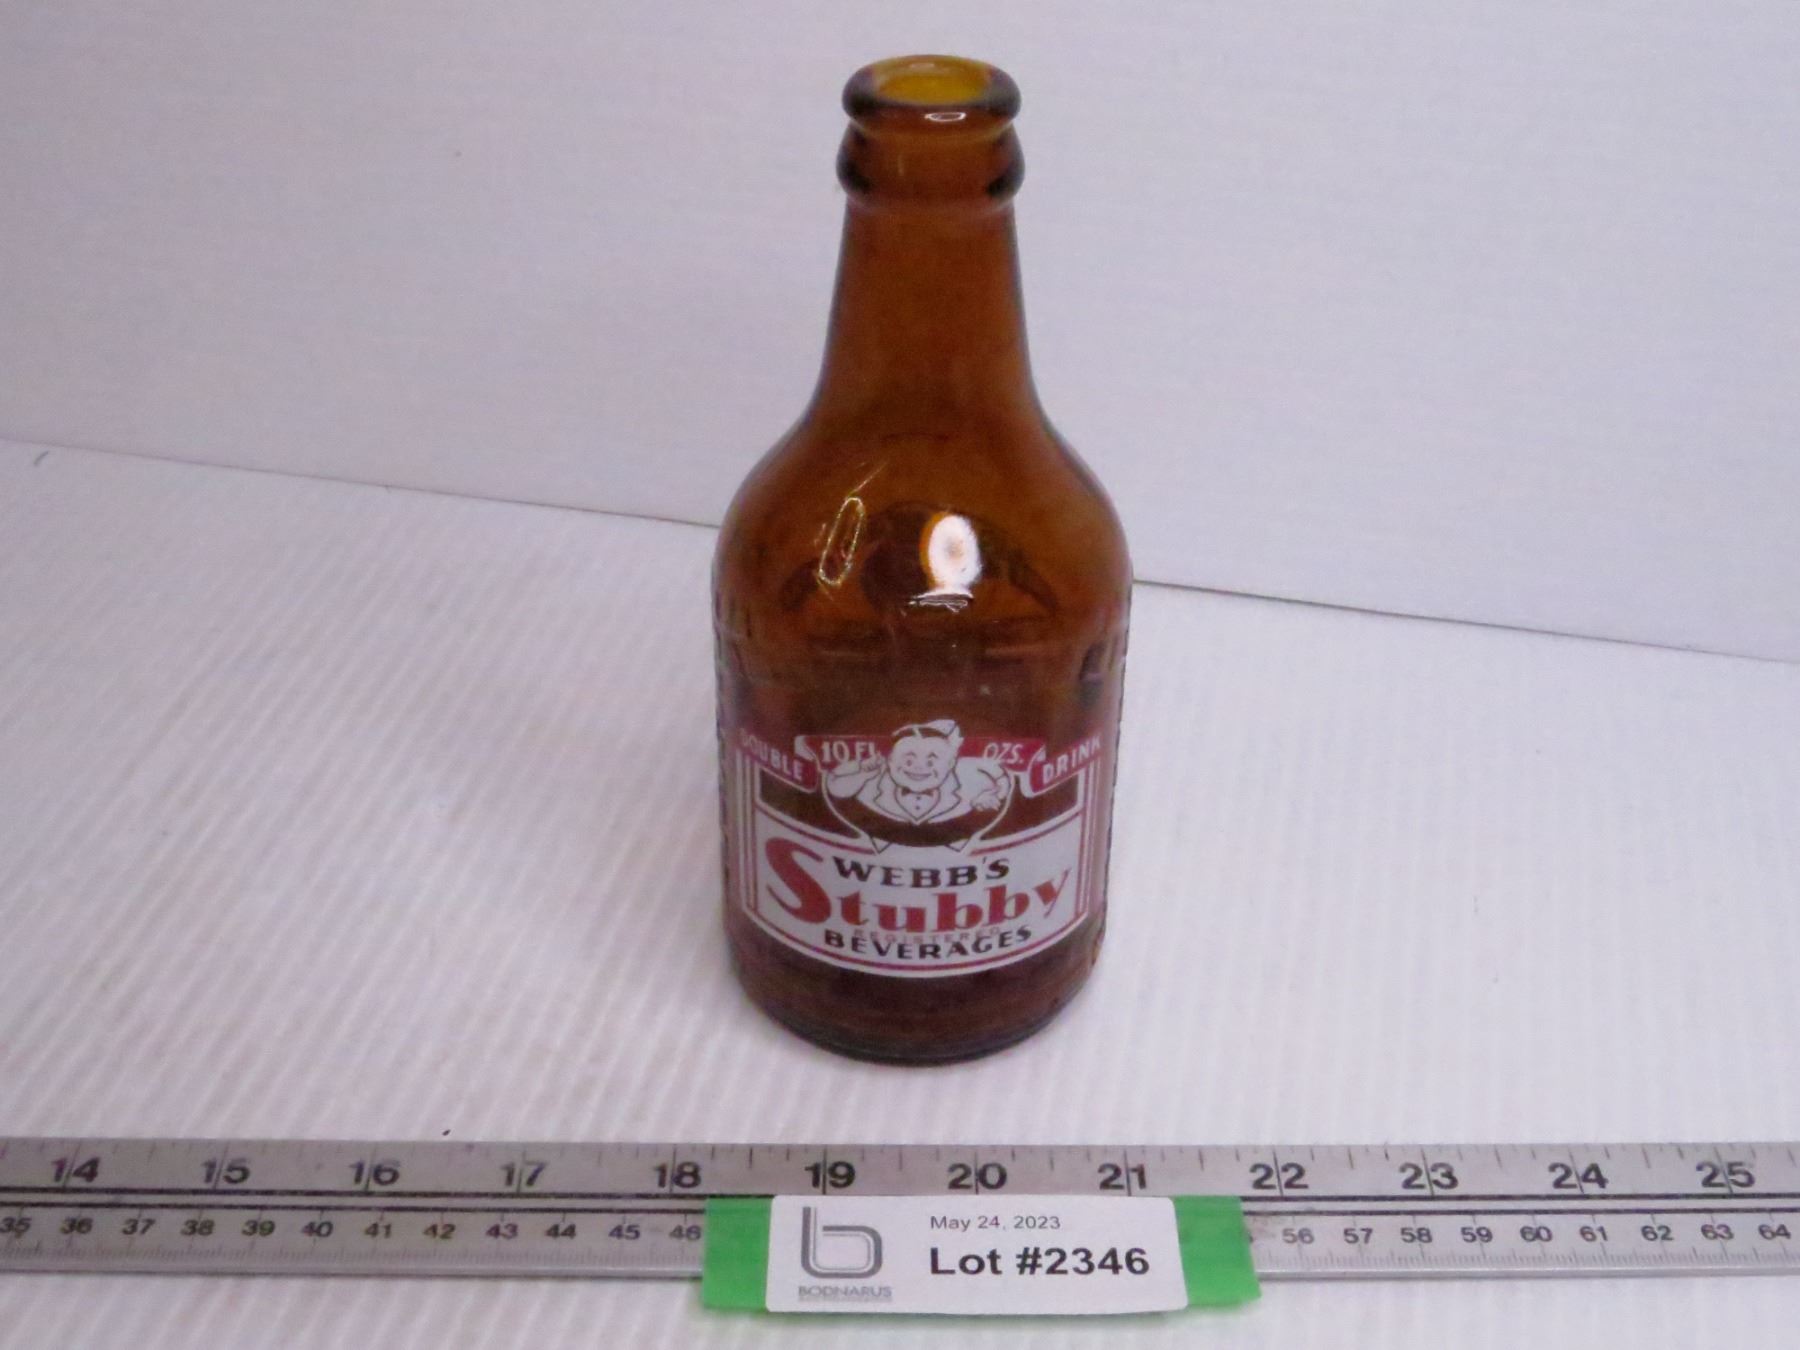 DOUBLE 10 FL OZS. DRINK
WEBB'S
Stubby
REGISTERED
BEVERAGES
14 15 16 17 18 19 20 21 22 23 24 25
35 36 37 38 39 40 41 42 43 44 45 46 56 57 58 59 60 61 62 63 64
May 24, 2023
Lot #2346
BODNARUS